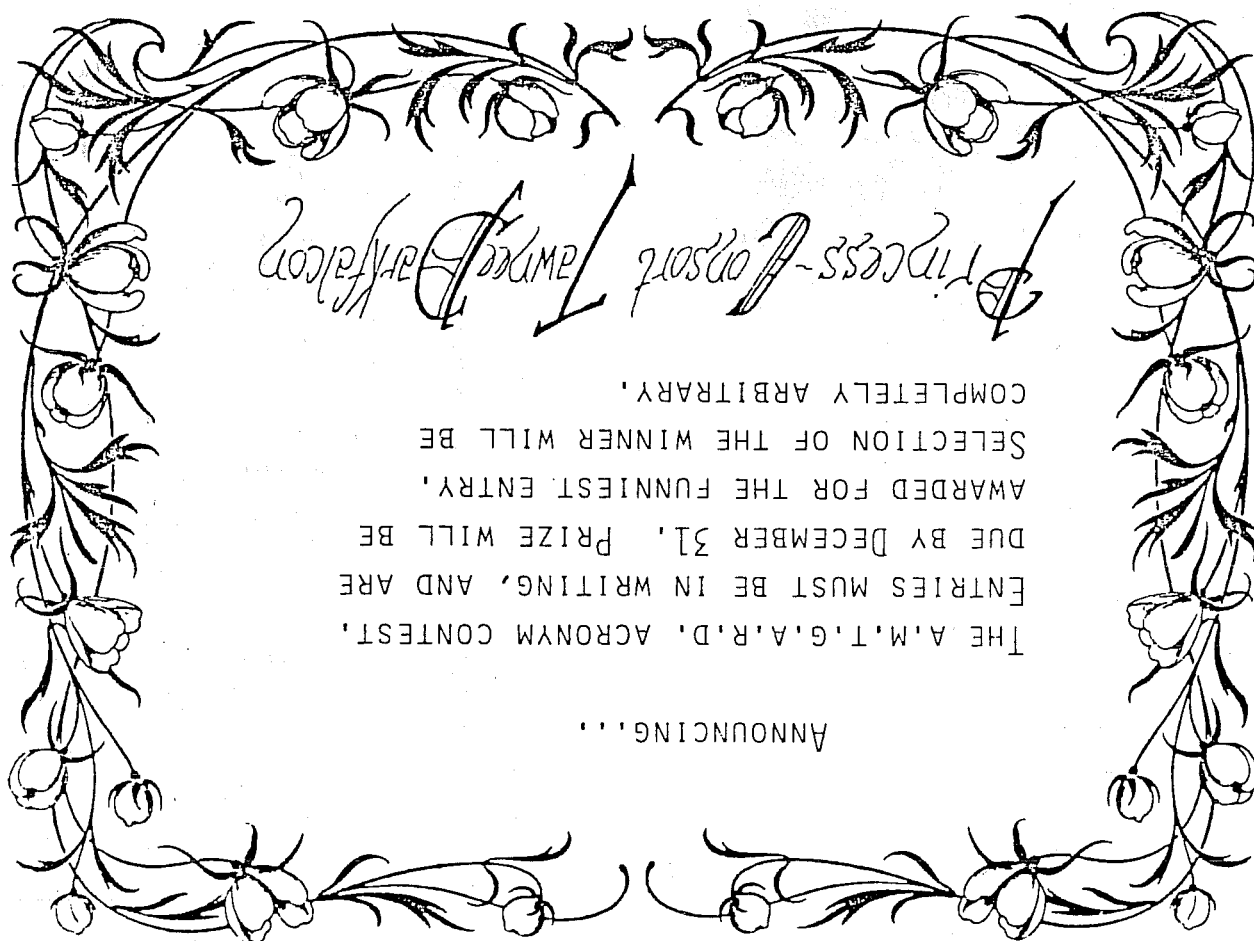 ANNOUNCING...
THE A.M.T.G.A.R.D. ACRONYM CONTEST.
ENTRIES MUST BE IN WRITING, AND ARE
DUE BY DECEMBER 31. PRIZE WILL BE
AWARDED FOR THE FUNNIEST ENTRY.
SELECTION OF THE WINNER WILL BE
COMPLETELY ARBITRARY.
Princess-Consort Tawnee Darkfalcon